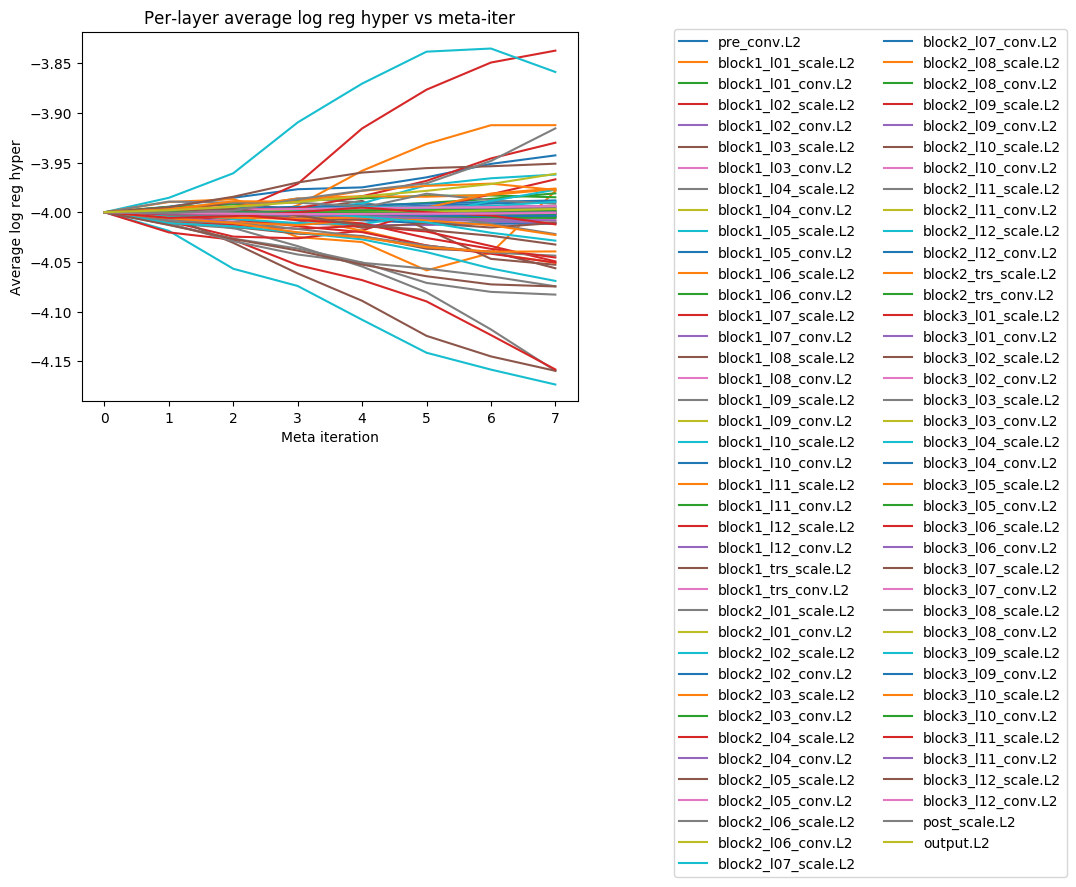 Per-layer average log reg hyper vs meta-iter
Average log reg hyper
−3.85
−3.90
−3.95
−4.00
−4.05
−4.10
−4.15
0 1 2 3 4 5 6 7
Meta iteration
pre_conv.L2
block1_l01_scale.L2
block1_l01_conv.L2
block1_l02_scale.L2
block1_l02_conv.L2
block1_l03_scale.L2
block1_l03_conv.L2
block1_l04_scale.L2
block1_l04_conv.L2
block1_l05_scale.L2
block1_l05_conv.L2
block1_l06_scale.L2
block1_l06_conv.L2
block1_l07_scale.L2
block1_l07_conv.L2
block1_l08_scale.L2
block1_l08_conv.L2
block1_l09_scale.L2
block1_l09_conv.L2
block1_l10_scale.L2
block1_l10_conv.L2
block1_l11_scale.L2
block1_l11_conv.L2
block1_l12_scale.L2
block1_l12_conv.L2
block1_trs_scale.L2
block1_trs_conv.L2
block2_l01_scale.L2
block2_l01_conv.L2
block2_l02_scale.L2
block2_l02_conv.L2
block2_l03_scale.L2
block2_l03_conv.L2
block2_l04_scale.L2
block2_l04_conv.L2
block2_l05_scale.L2
block2_l05_conv.L2
block2_l06_scale.L2
block2_l06_conv.L2
block2_l07_scale.L2
block2_l07_conv.L2
block2_l08_scale.L2
block2_l08_conv.L2
block2_l09_scale.L2
block2_l09_conv.L2
block2_l10_scale.L2
block2_l10_conv.L2
block2_l11_scale.L2
block2_l11_conv.L2
block2_l12_scale.L2
block2_l12_conv.L2
block2_trs_scale.L2
block2_trs_conv.L2
block3_l01_scale.L2
block3_l01_conv.L2
block3_l02_scale.L2
block3_l02_conv.L2
block3_l03_scale.L2
block3_l03_conv.L2
block3_l04_scale.L2
block3_l04_conv.L2
block3_l05_scale.L2
block3_l05_conv.L2
block3_l06_scale.L2
block3_l06_conv.L2
block3_l07_scale.L2
block3_l07_conv.L2
block3_l08_scale.L2
block3_l08_conv.L2
block3_l09_scale.L2
block3_l09_conv.L2
block3_l10_scale.L2
block3_l10_conv.L2
block3_l11_scale.L2
block3_l11_conv.L2
block3_l12_scale.L2
block3_l12_conv.L2
post_scale.L2
output.L2